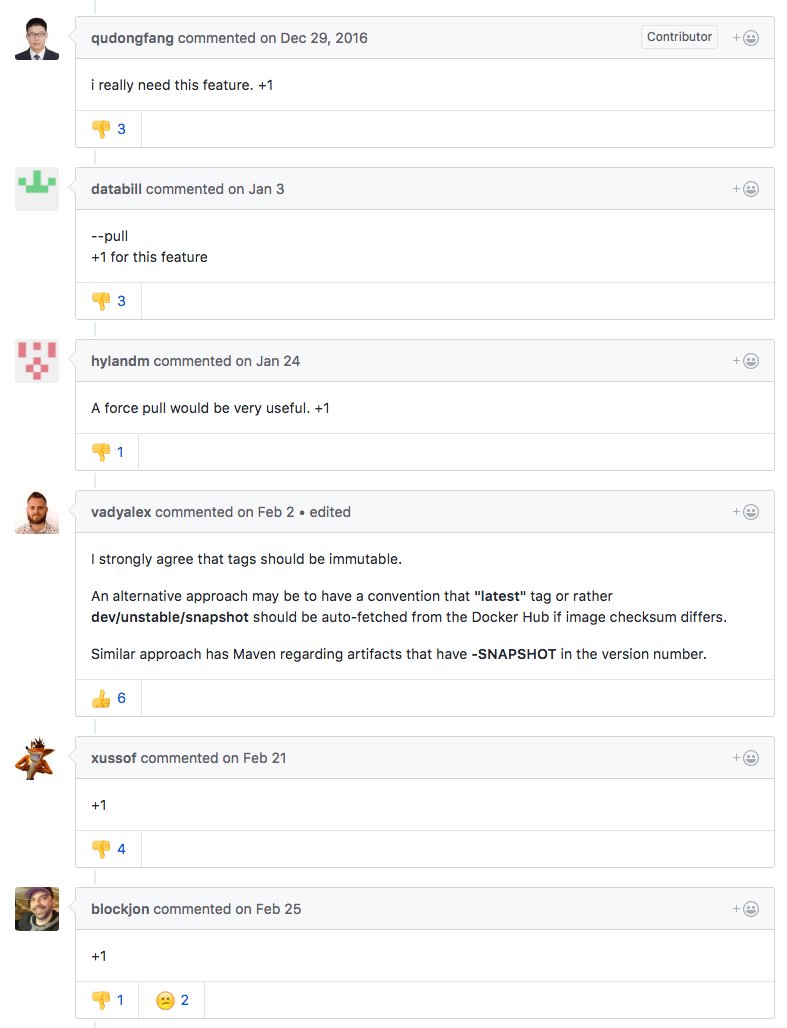 qudongfang commented on Dec 29, 2016 Contributor +
i really need this feature. +1
👎 3
databill commented on Jan 3 +
--pull
+1 for this feature
👎 3
hylandm commented on Jan 24 +
A force pull would be very useful. +1
👎 1
vadyalex commented on Feb 2 • edited +
I strongly agree that tags should be immutable.
An alternative approach may be to have a convention that "latest" tag or rather
dev/unstable/snapshot should be auto-fetched from the Docker Hub if image checksum differs.
Similar approach has Maven regarding artifacts that have -SNAPSHOT in the version number.
👍 6
xussof commented on Feb 21 +
+1
👎 4
blockjon commented on Feb 25 +
+1
👎 1 😕 2